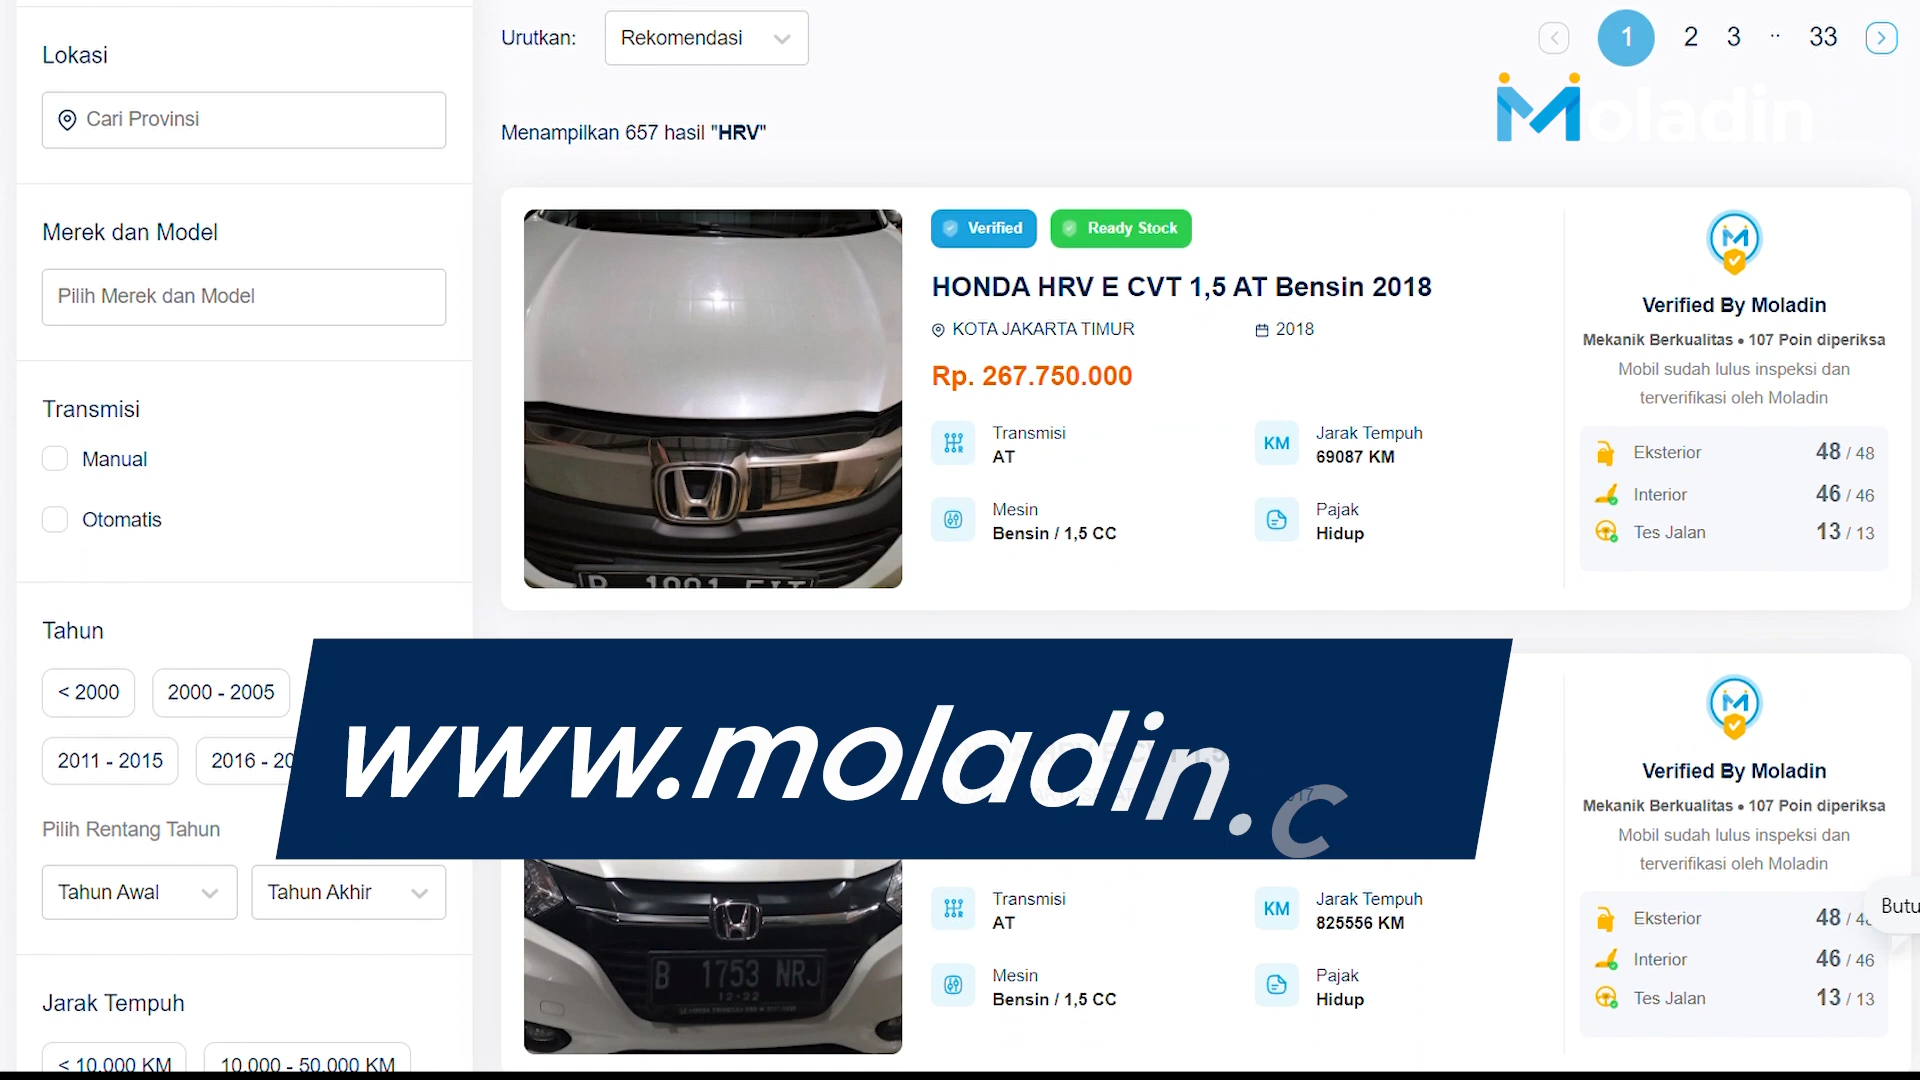 Lokasi
Cari Provinsi
Merek dan Model
Pilih Merek dan Model
Transmisi
Manual
Otomatis
Tahun
< 2000
2000 - 2005
2011 - 2015
2016 - 20
Pilih Rentang Tahun
Tahun Awal
Tahun Akhir
Jarak Tempuh
< 10.000 KM
10.000 - 50.000 KM
Urutkan:
Rekomendasi
1 2 3 ·· 33
Moladin
Menampilkan 657 hasil "HRV"
Verified
Ready Stock
HONDA HRV E CVT 1,5 AT Bensin 2018
KOTA JAKARTA TIMUR
2018
Rp. 267.750.000
Transmisi
AT
Jarak Tempuh
69087 KM
Mesin
Bensin / 1,5 CC
Pajak
Hidup
KM
Verified By Moladin
Mekanik Berkualitas • 107 Poin diperiksa
Mobil sudah lulus inspeksi dan
terverifikasi oleh Moladin
Eksterior 48 / 48
Interior 46 / 46
Tes Jalan 13 / 13
www.moladin.c
B 1753 NRJ
12-22
Transmisi
AT
KM
Jarak Tempuh
825556 KM
Mesin
Bensin / 1,5 CC
Pajak
Hidup
Verified By Moladin
Mekanik Berkualitas • 107 Poin diperiksa
Mobil sudah lulus inspeksi dan
terverifikasi oleh Moladin
Eksterior 48 / 48
Interior 46 / 46
Tes Jalan 13 / 13
Butu